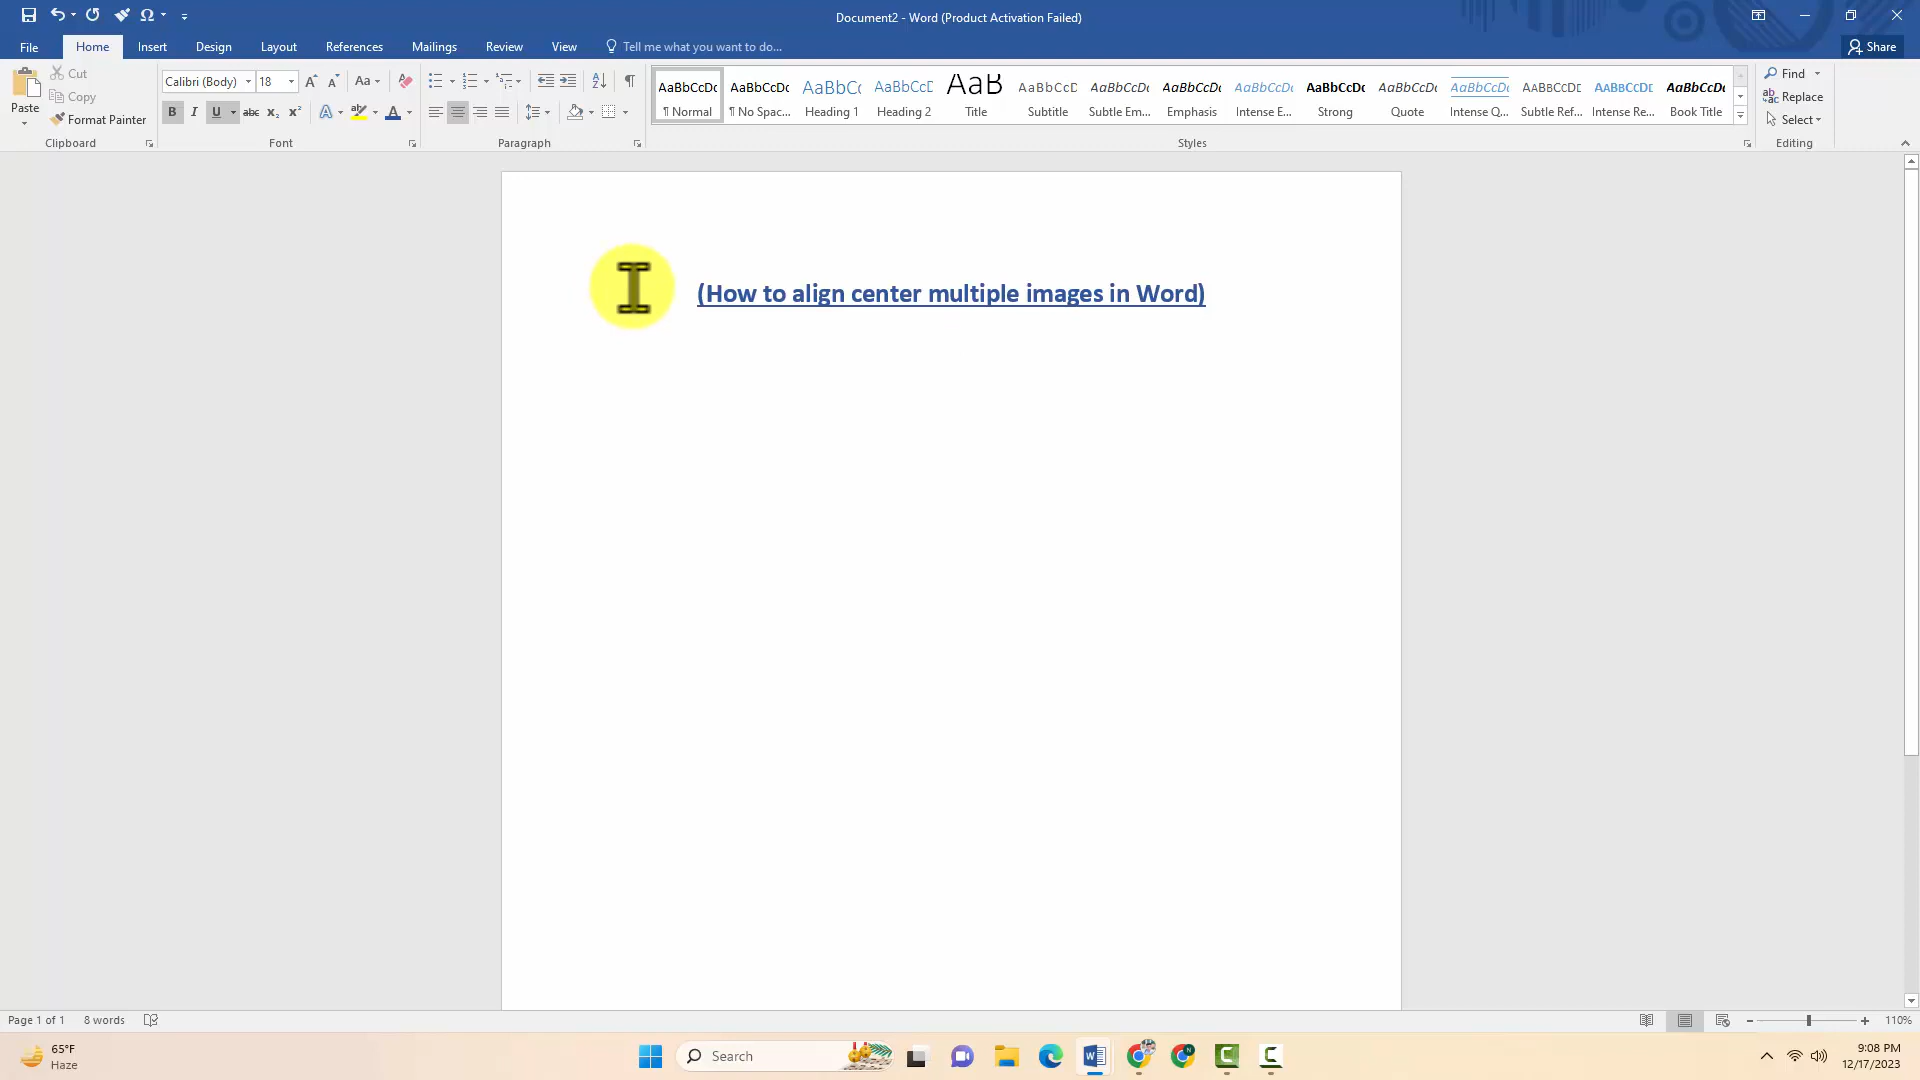 Document2 - Word (Product Activation Failed)
File Home Insert Design Layout References Mailings Review View Tell me what you want to do... Share
Paste
Cut
Copy
Format Painter
Clipboard
Calibri (Body) 18
Font
Paragraph
AaBbCcDc AaBbCcDc AaBbCc AaBbCcD AaB AaBbCcD AaBbCcDc AaBbCcDc AaBbCcDc AaBbCcDc AaBbCcDc AaBbCcDc AABBCCDD AABBCCDD AaBbCcDc
¶ Normal ¶ No Spac... Heading 1 Heading 2 Title Subtitle Subtle Em... Emphasis Intense E... Strong Quote Intense Q... Subtle Ref... Intense Re... Book Title
Styles
Find
Replace
Select
Editing
(How to align center multiple images in Word)
Page 1 of 1 8 words 110%
65°F
Haze
Search
9:08 PM
12/17/2023